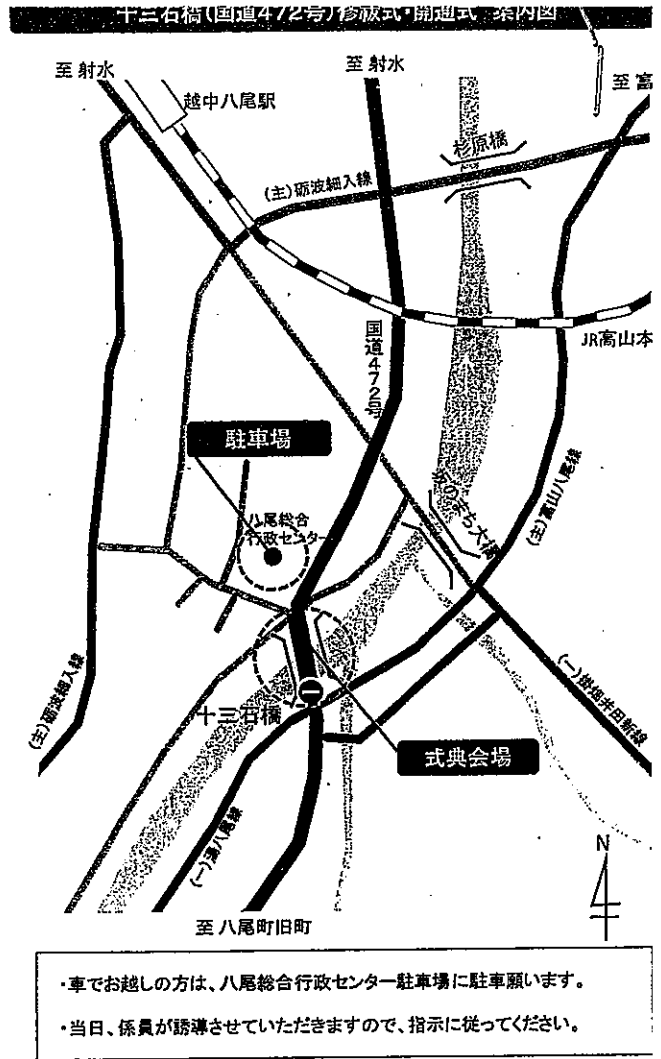 十三石橋(国道472号)修祓式・開通式 案内図
至 射水
至 射水
至 富
越中八尾駅
杉原橋
(主)砺波細入線
JR高山本
国道472号
駐車場
八尾総合
行政センター
大橋
(主)富山八尾線
(主)砺波細入線
(一)掛畑井田新線
十三石橋
式典会場
(一)湯八尾線
N
至 八尾町旧町
・車でお越しの方は、八尾総合行政センター駐車場に駐車願います。
・当日、係員が誘導させていただきますので、指示に従ってください。